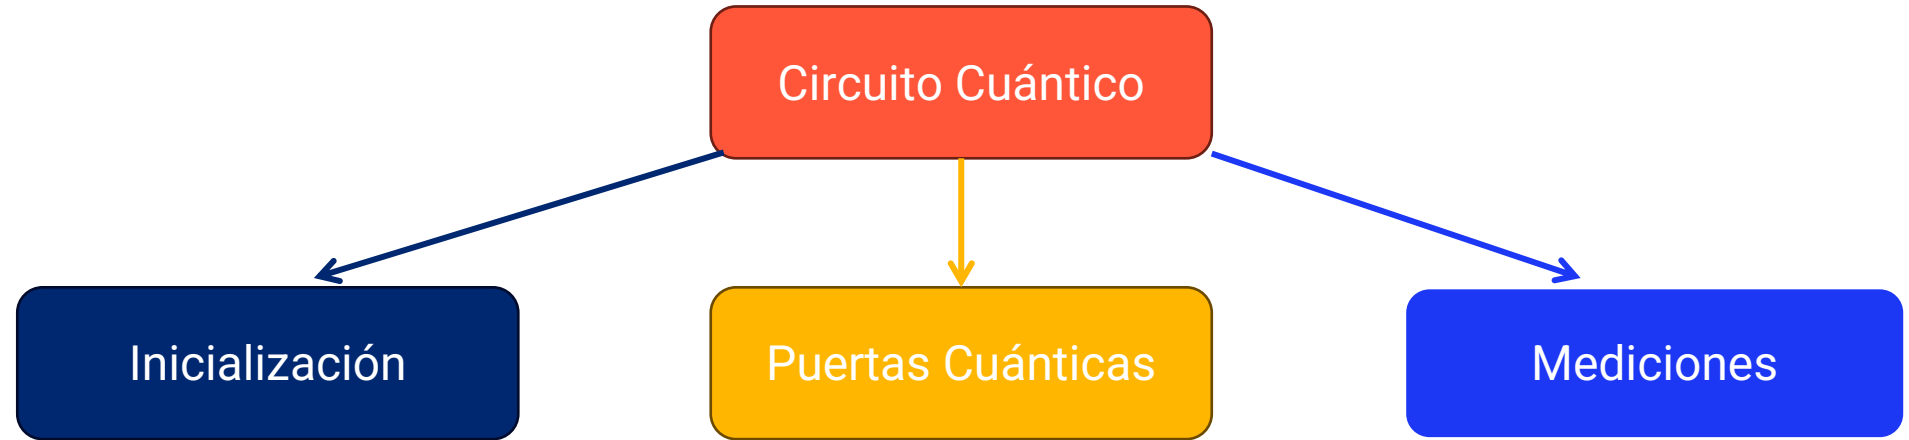 Circuito Cuántico
Inicialización
Puertas Cuánticas
Mediciones